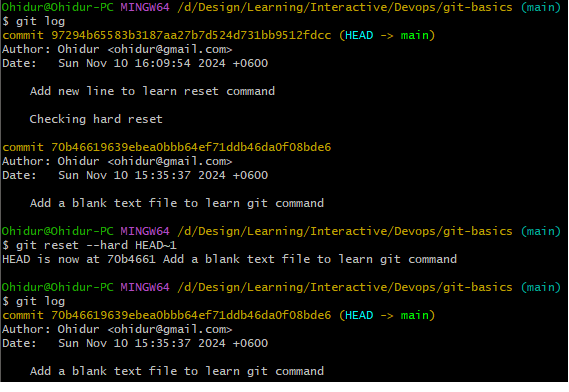 Ohidur@Ohidur-PC MINGW64 /d/Design/Learning/Interactive/Devops/git-basics (main)
$ git log
commit 97294b65583b3187aa27b7d524d731bb9512fdcc (HEAD -> main)
Author: Ohidur <ohidur@gmail.com>
Date:   Sun Nov 10 16:09:54 2024 +0600
    Add new line to learn reset command
    Checking hard reset
commit 70b46619639ebea0bbb64ef71ddb46da0f08bde6
Author: Ohidur <ohidur@gmail.com>
Date:   Sun Nov 10 15:35:37 2024 +0600
    Add a blank text file to learn git command
Ohidur@Ohidur-PC MINGW64 /d/Design/Learning/Interactive/Devops/git-basics (main)
$ git reset --hard HEAD~1
HEAD is now at 70b4661 Add a blank text file to learn git command
Ohidur@Ohidur-PC MINGW64 /d/Design/Learning/Interactive/Devops/git-basics (main)
$ git log
commit 70b46619639ebea0bbb64ef71ddb46da0f08bde6 (HEAD -> main)
Author: Ohidur <ohidur@gmail.com>
Date:   Sun Nov 10 15:35:37 2024 +0600
    Add a blank text file to learn git command